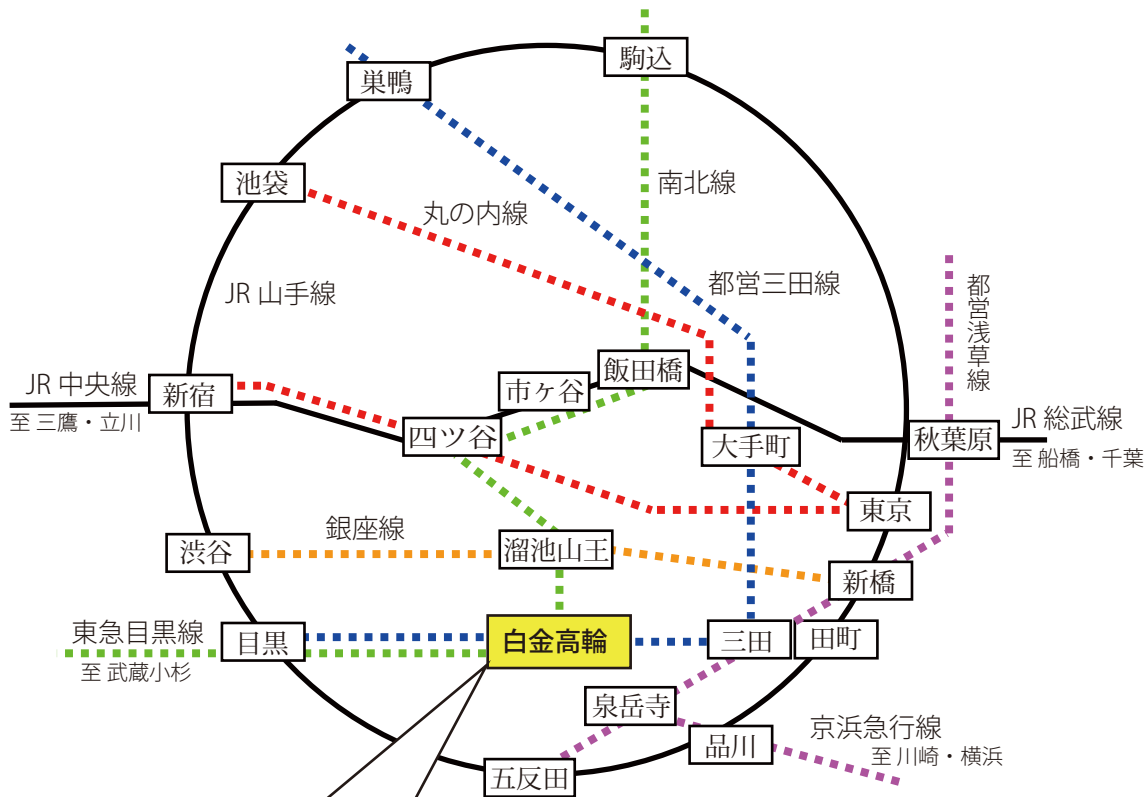 駒込
巣鴨
池袋
南北線
丸の内線
JR 山手線
都営三田線
都営浅草線
飯田橋
市ヶ谷
JR 中央線
至 三鷹・立川
新宿
四ツ谷
大手町
秋葉原
JR 総武線
至 船橋・千葉
東京
銀座線
渋谷
溜池山王
新橋
東急目黒線
至 武蔵小杉
目黒
白金高輪
三田
田町
泉岳寺
品川
京浜急行線
至 川崎・横浜
五反田